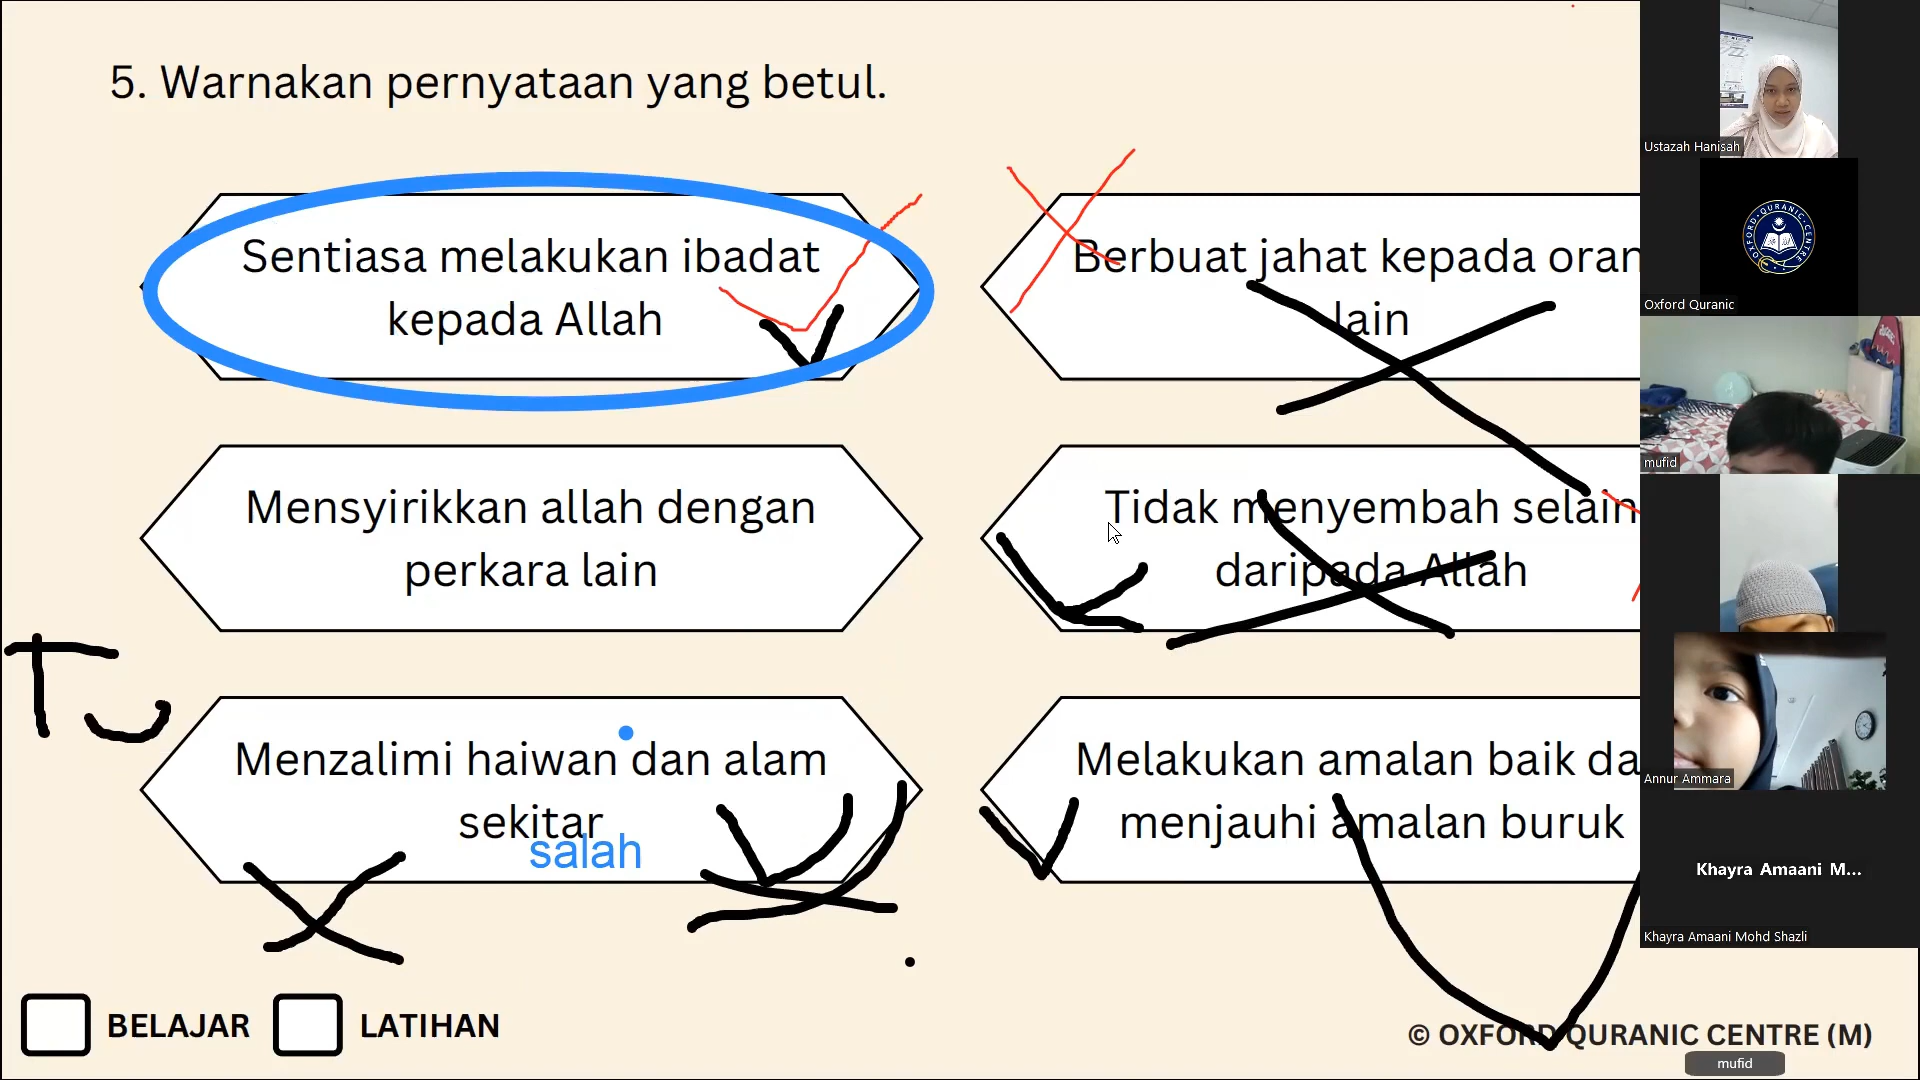 5. Warnakan pernyataan yang betul.
Sentiasa melakukan ibadat
kepada Allah
Berbuat jahat kepada oran
lain
Mensyirikkan allah dengan
perkara lain
Tidak menyembah selain
daripada Allah
Menzalimi haiwan dan alam
sekitar
salah
Melakukan amalan baik da
menjauhi amalan buruk
BELAJAR
LATIHAN
© OXFORD QURANIC CENTRE (M)
Ustazah Hanisah
OXFORD QURANIC CENTRE
Oxford Quranic
mufid
Annur Ammara
Khayra Amaani M...
Khayra Amaani Mohd Shazli
mufid